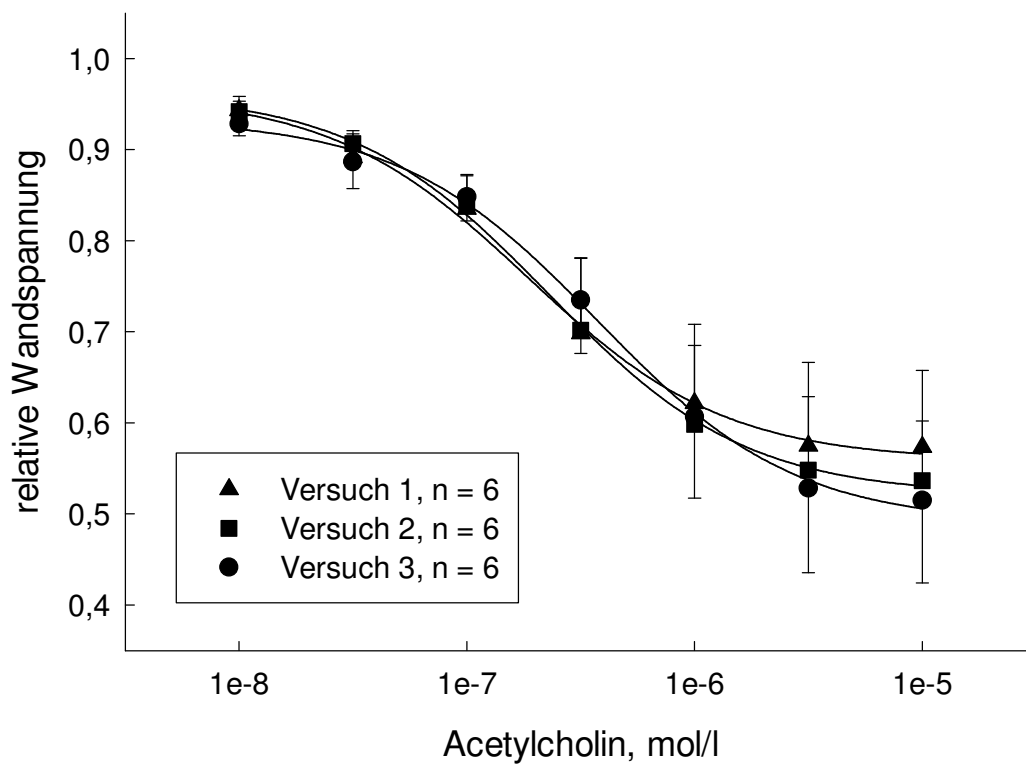 relative Wandspannung
1,0
0,9
0,8
0,7
0,6
0,5
0,4
Versuch 1, n = 6
Versuch 2, n = 6
Versuch 3, n = 6
1e-8 1e-7 1e-6 1e-5
Acetylcholin, mol/l